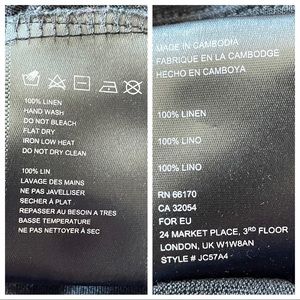 100% LINEN
HAND WASH
DO NOT BLEACH
FLAT DRY
IRON LOW HEAT
DO NOT DRY CLEAN
100% LIN
LAVAGE DES MAINS
NE PAS JAVELLISER
SECHER À PLAT
REPASSER AU BESOIN A TRES
BASSE TEMPERATURE
NE PAS NETTOYER À SEC
MADE IN CAMBODIA
FABRIQUE EN LA CAMBODGE
HECHO EN CAMBOYA
100% LINEN
100% LINO
100% LINO
RN 66170
CA 32054
FOR EU
24 MARKET PLACE, 3RD FLOOR
LONDON, UK W1W8AN
STYLE # JC57A4